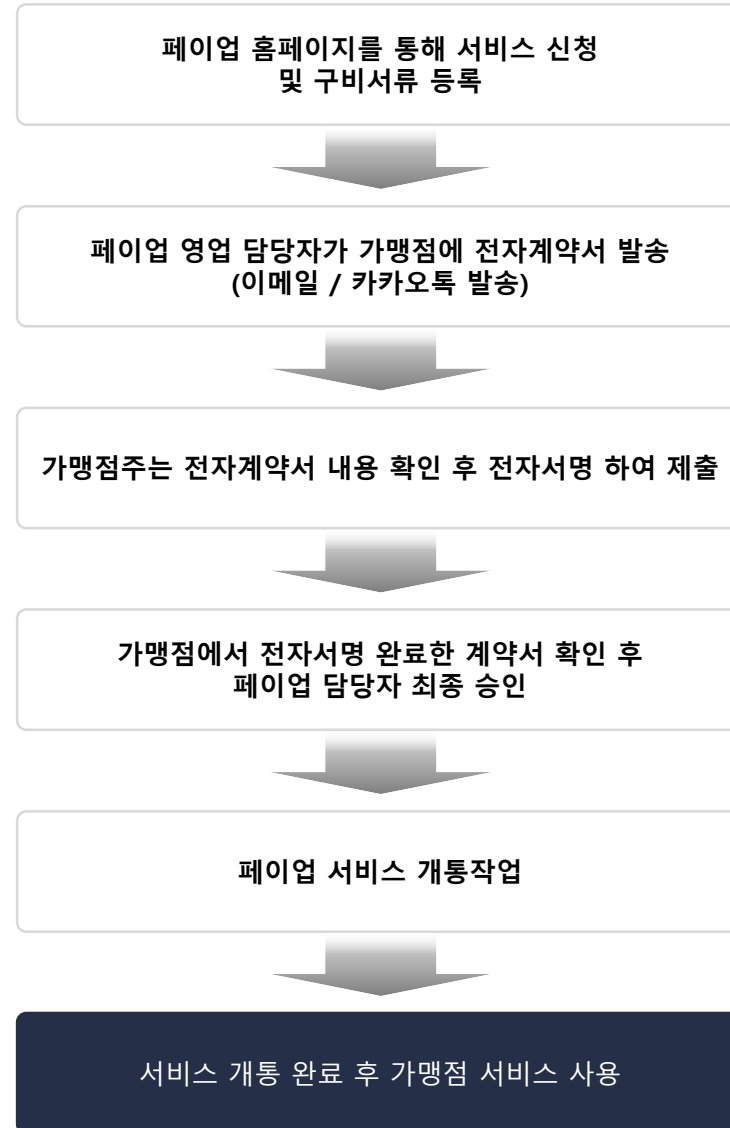 페이업 홈페이지를 통해 서비스 신청
및 구비서류 등록
페이업 영업 담당자가 가맹점에 전자계약서 발송
(이메일 / 카카오톡 발송)
가맹점주는 전자계약서 내용 확인 후 전자서명 하여 제출
가맹점에서 전자서명 완료한 계약서 확인 후
페이업 담당자 최종 승인
페이업 서비스 개통작업
서비스 개통 완료 후 가맹점 서비스 사용